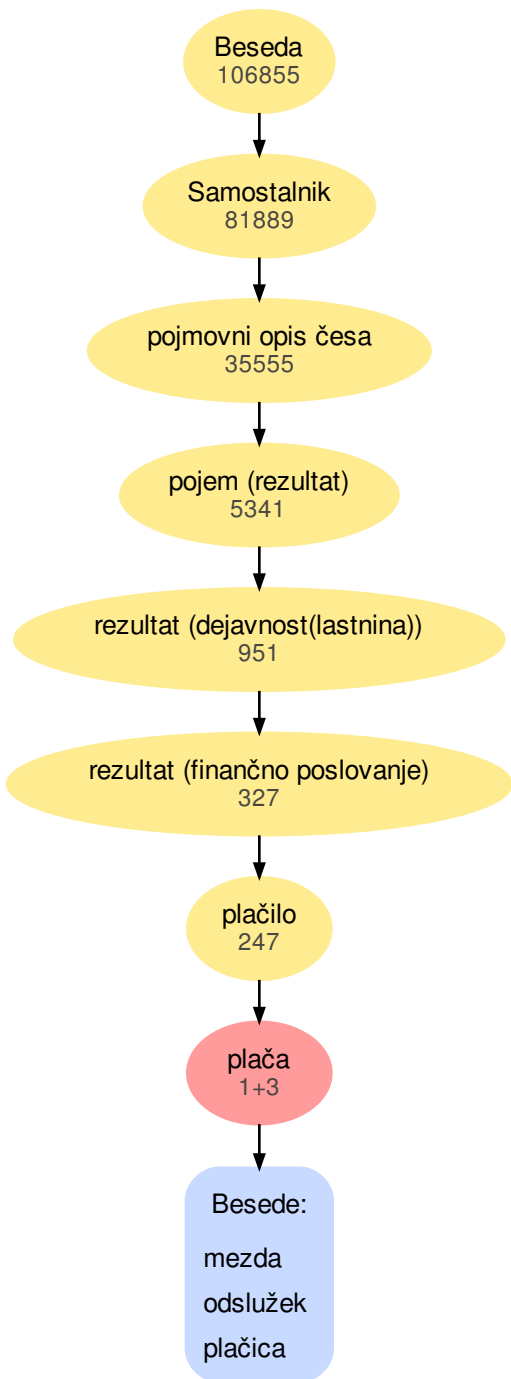 Beseda
106855
Samostalnik
81889
pojmovni opis česa
35555
pojem (rezultat)
5341
rezultat (dejavnost(lastnina))
951
rezultat (finančno poslovanje)
327
plačilo
247
plača
1+3
Besede:
mezda
odslužek
plačica